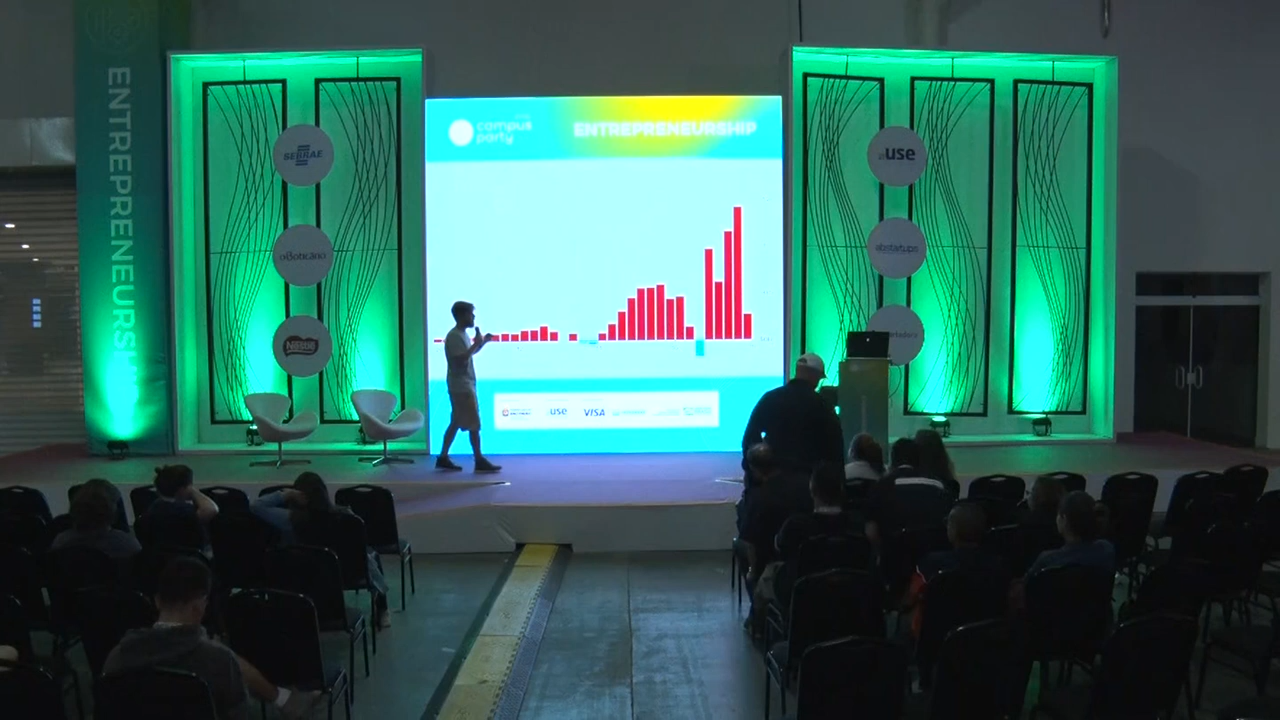 ENTREPRENEURSHIP
SEBRAE
oBoticário
NESTLÉ
campus
party
ENTREPRENEURSHIP
use
VISA
use
abstartups